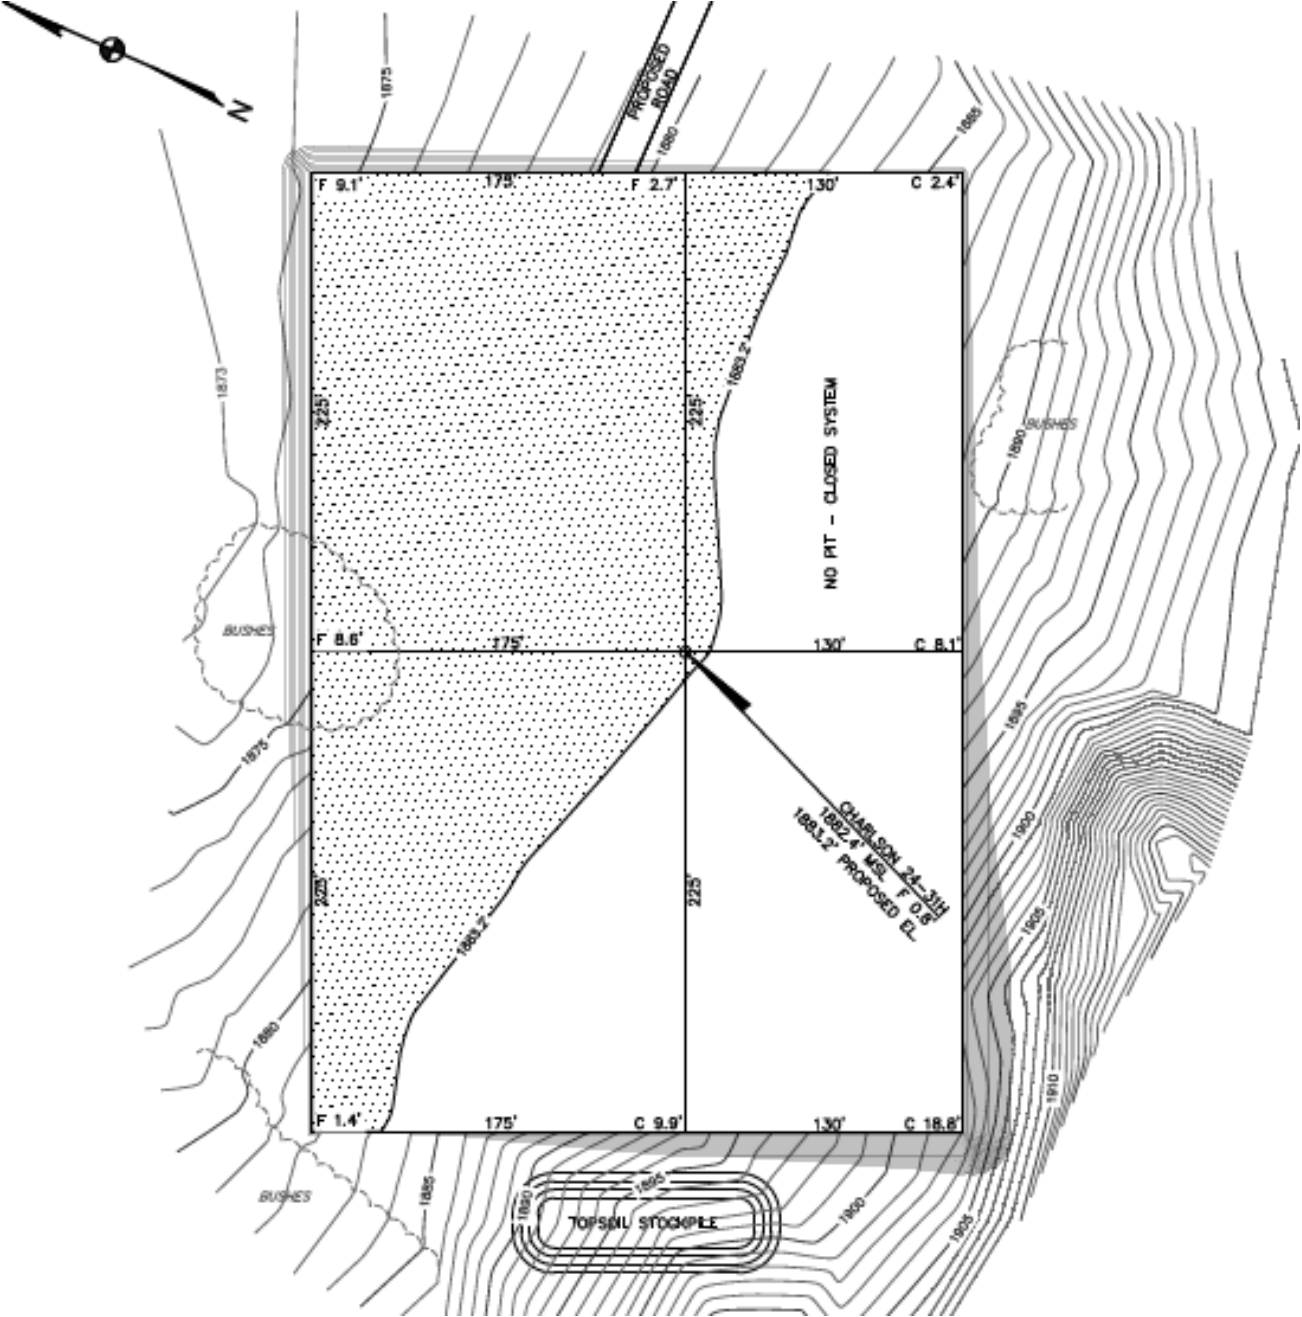 N
1875
PROPOSED
ROAD
1880
1885
F 9.1'
175'
F 2.7'
130'
C 2.4'
1873
225'
225'
1883.2'
NO PIT - CLOSED SYSTEM
BUSHES
1890
BUSHES
F 8.6'
175'
130'
C 8.1'
1875
1895
CHARLSON 24-31H
1882.4' MSL F 0.8'
1883.2' PROPOSED EL.
1900
225'
225'
1883.2'
1905
1880
1910
F 1.4'
175'
C 9.9'
130'
C 18.8'
BUSHES
1885
1890
1895
TOPSOIL STOCKPILE
1900
1905